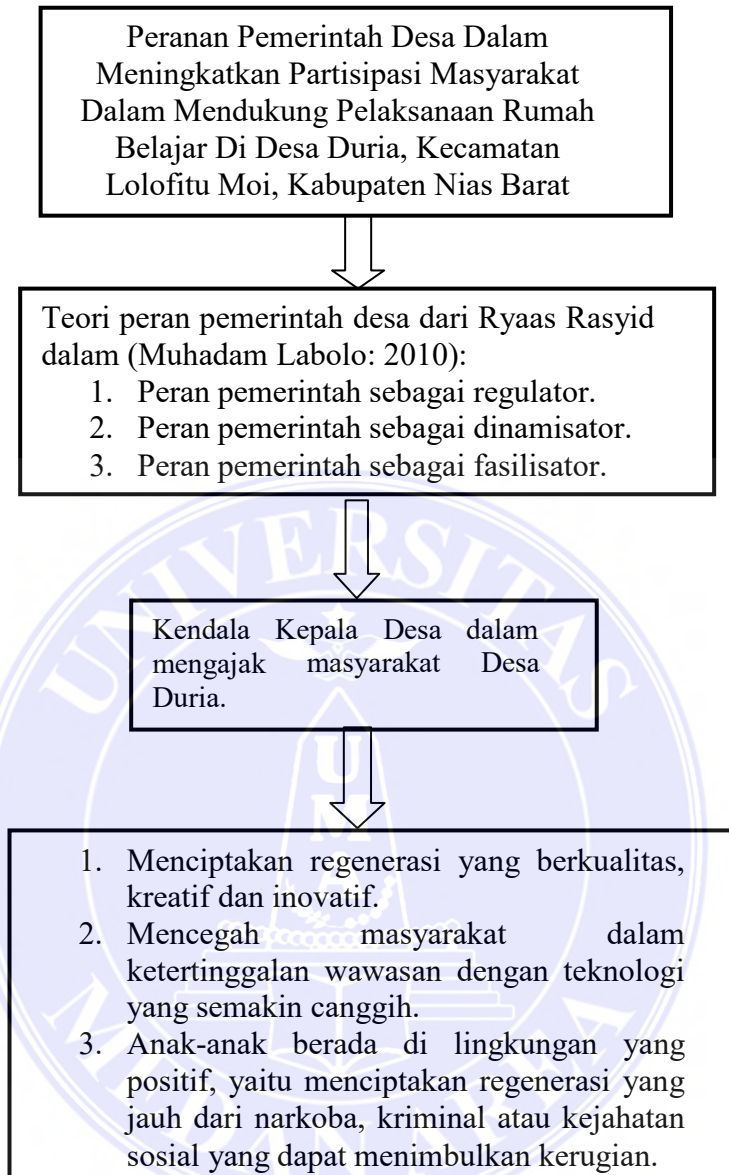 Peranan Pemerintah Desa Dalam
Meningkatkan Partisipasi Masyarakat
Dalam Mendukung Pelaksanaan Rumah
Belajar Di Desa Duria, Kecamatan
Lolofitu Moi, Kabupaten Nias Barat
Teori peran pemerintah desa dari Ryaas Rasyid
dalam (Muhadam Labolo: 2010):
1. Peran pemerintah sebagai regulator.
2. Peran pemerintah sebagai dinamisator.
3. Peran pemerintah sebagai fasilisator.
Kendala Kepala Desa dalam
mengajak masyarakat Desa
Duria.
1. Menciptakan regenerasi yang berkualitas,
kreatif dan inovatif.
2. Mencegah masyarakat dalam
ketertinggalan wawasan dengan teknologi
yang semakin canggih.
3. Anak-anak berada di lingkungan yang
positif, yaitu menciptakan regenerasi yang
jauh dari narkoba, kriminal atau kejahatan
sosial yang dapat menimbulkan kerugian.
UNIVERSITAS
UMA
MEDAN AREA